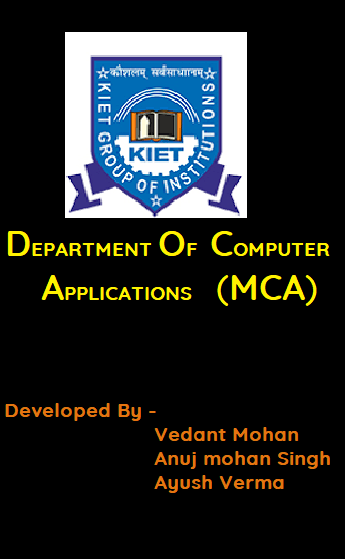 कौशलम् सर्वसाधनम्
KIET GROUP OF INSTITUTIONS
KIET
DEPARTMENT OF COMPUTER
APPLICATIONS (MCA)
Developed By -
Vedant Mohan
Anuj mohan Singh
Ayush Verma